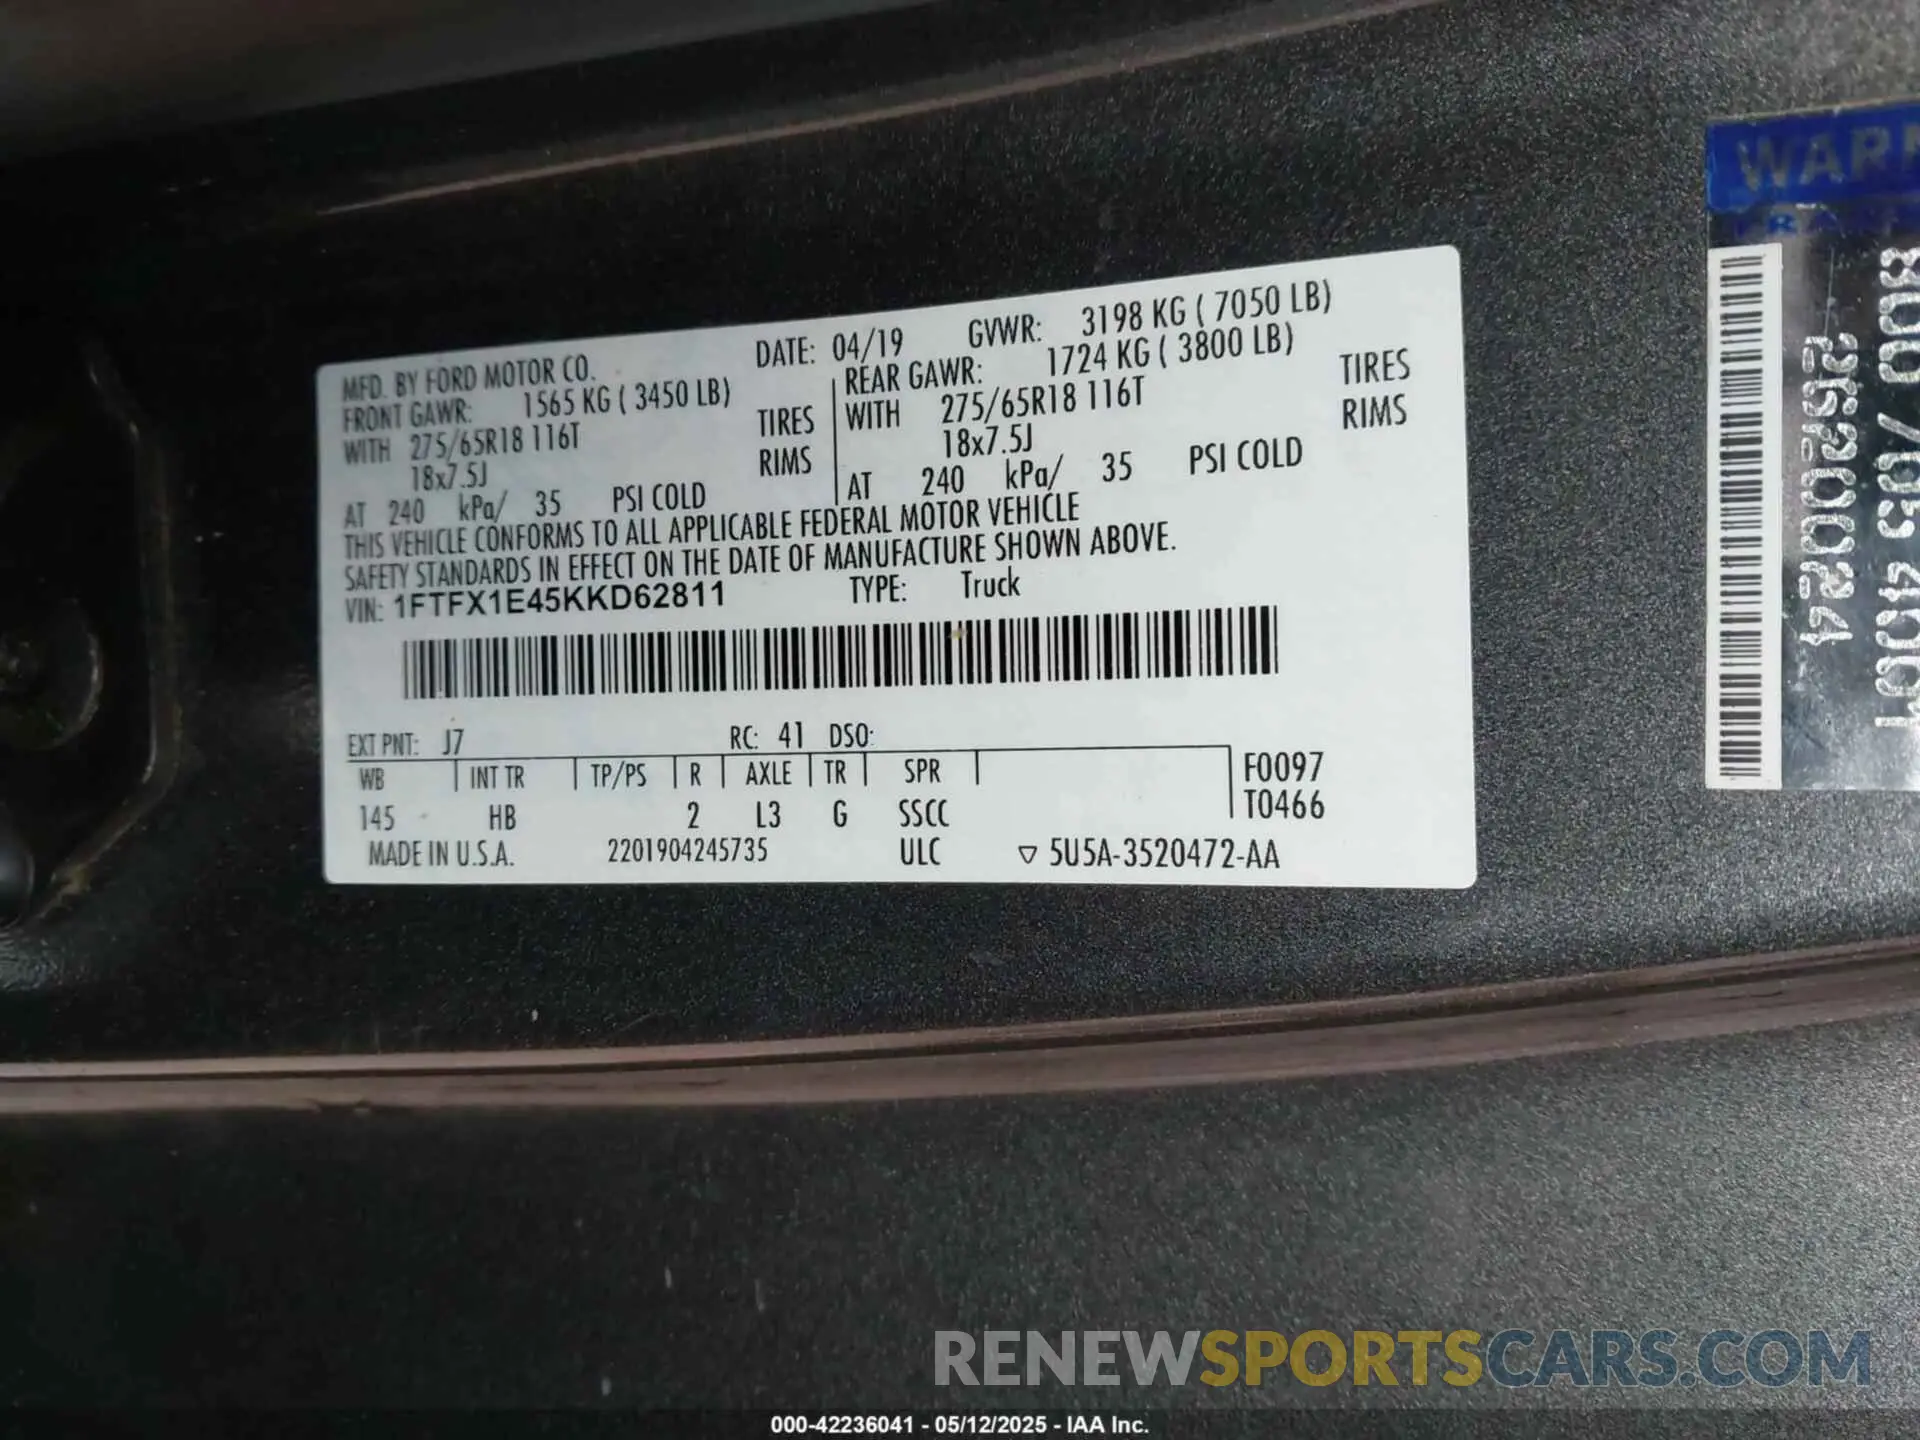 MFD. BY FORD MOTOR CO. DATE: 04/19 GVWR: 3198 KG ( 7050 LB)
FRONT GAWR: 1565 KG ( 3450 LB) REAR GAWR: 1724 KG ( 3800 LB)
WITH 275/65R18 116T TIRES WITH 275/65R18 116T TIRES
18x7.5J RIMS 18x7.5J RIMS
AT 240 kPa/ 35 PSI COLD AT 240 kPa/ 35 PSI COLD
THIS VEHICLE CONFORMS TO ALL APPLICABLE FEDERAL MOTOR VEHICLE
SAFETY STANDARDS IN EFFECT ON THE DATE OF MANUFACTURE SHOWN ABOVE.
VIN: 1FTFX1E45KKD62811 TYPE: Truck
EXT PNT: J7 RC: 41 DSO:
WB INT TR TP/PS R AXLE TR SPR F0097
145 HB 2 L3 G SSCC T0466
MADE IN U.S.A. 2201904245735 ULC ▽ 5U5A-3520472-AA
RENEWSPORTSCARS.COM
000-42236041 - 05/12/2025 - IAA Inc.